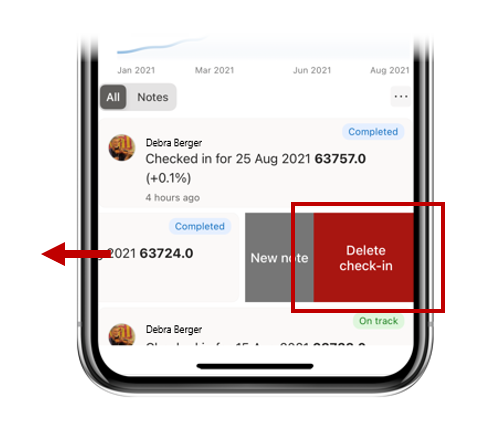 Jan 2021 Mar 2021 Jun 2021 Aug 2021
All Notes ...
Completed
Debra Berger
Checked in for 25 Aug 2021 63757.0
(+0.1%)
4 hours ago
Completed
2021 63724.0
New note
Delete
check-in
On track
Debra Berger